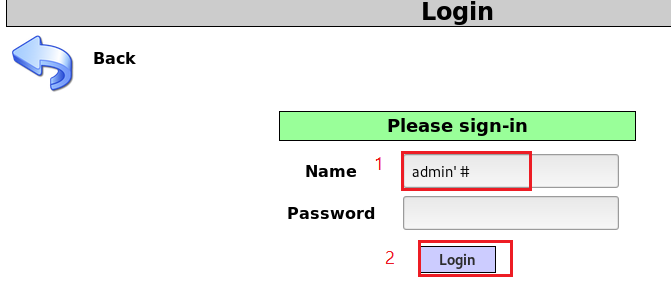 Login
Back
Please sign-in
Name 1 admin' #
Password
2 Login